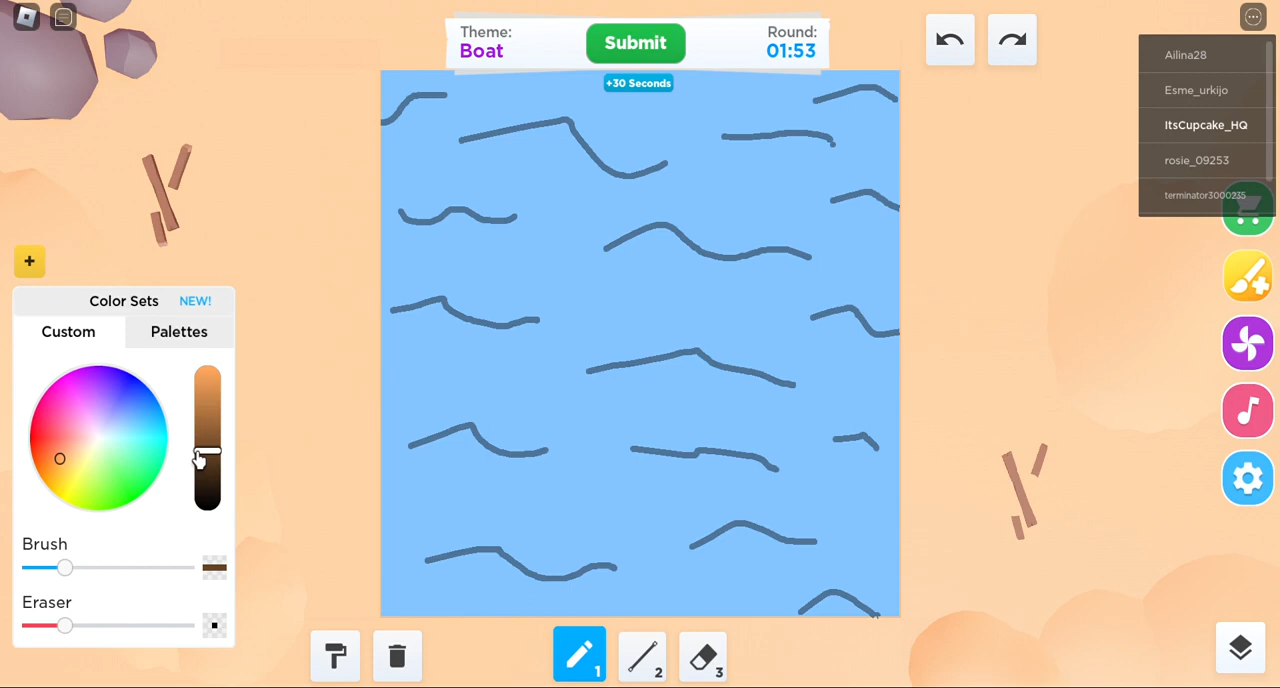 Theme:
Boat
Submit
Round:
01:53
+30 Seconds
Ailina28
Esme_urkijo
ItsCupcake_HQ
rosie_09253
terminator3000235
+
Color Sets NEW!
Custom Palettes
Brush
Eraser
1
2
3